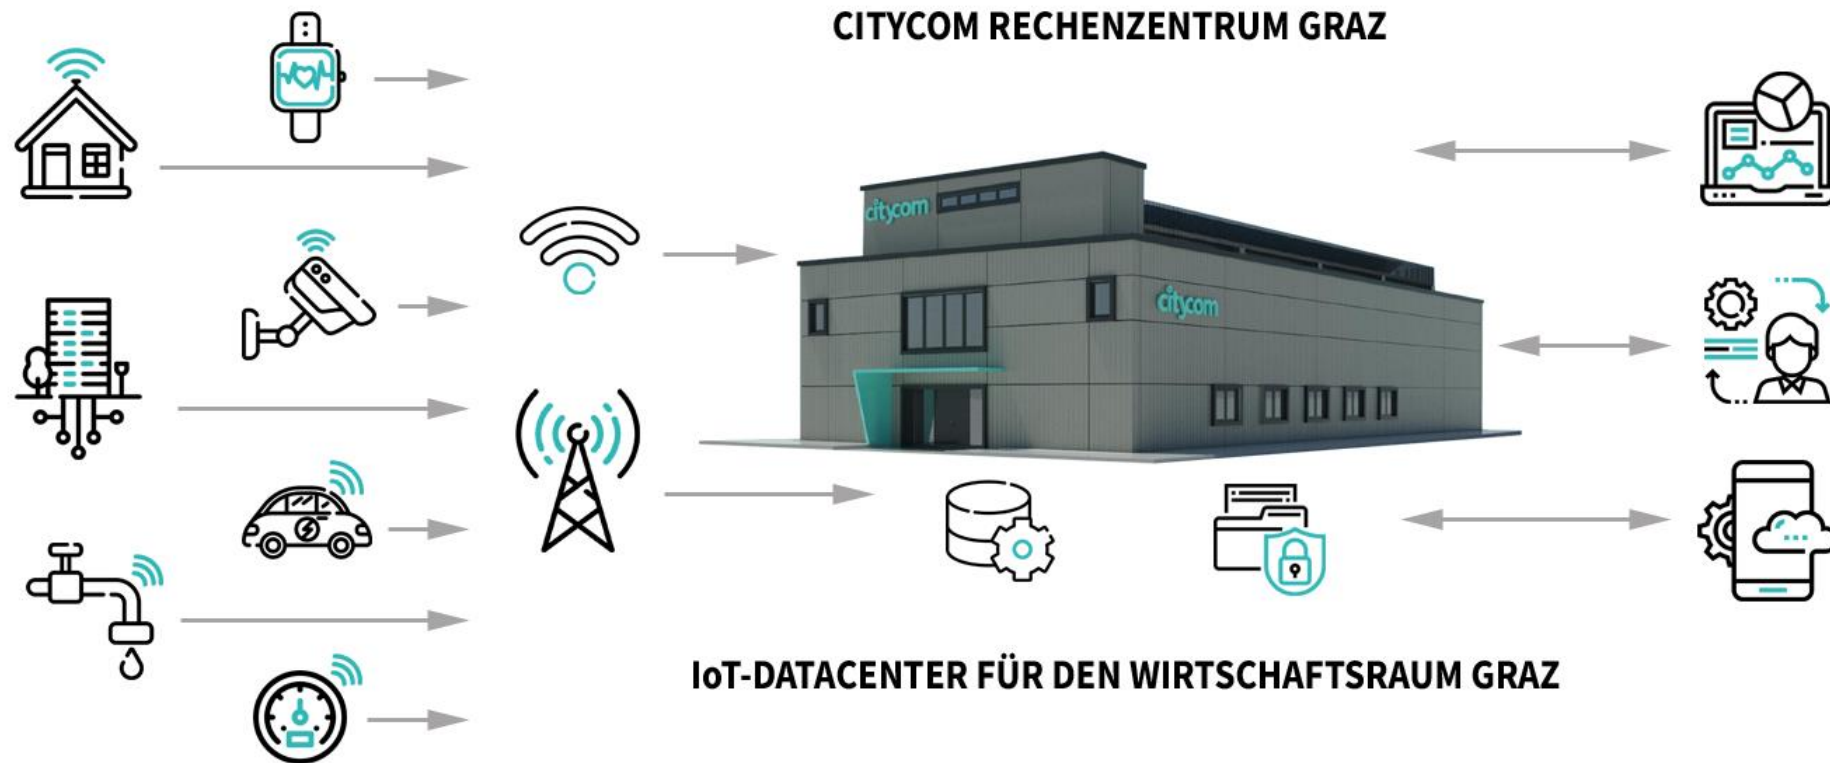 CITYCOM RECHENZENTRUM GRAZ
citycom
citycom
IoT-DATACENTER FÜR DEN WIRTSCHAFTSRAUM GRAZ